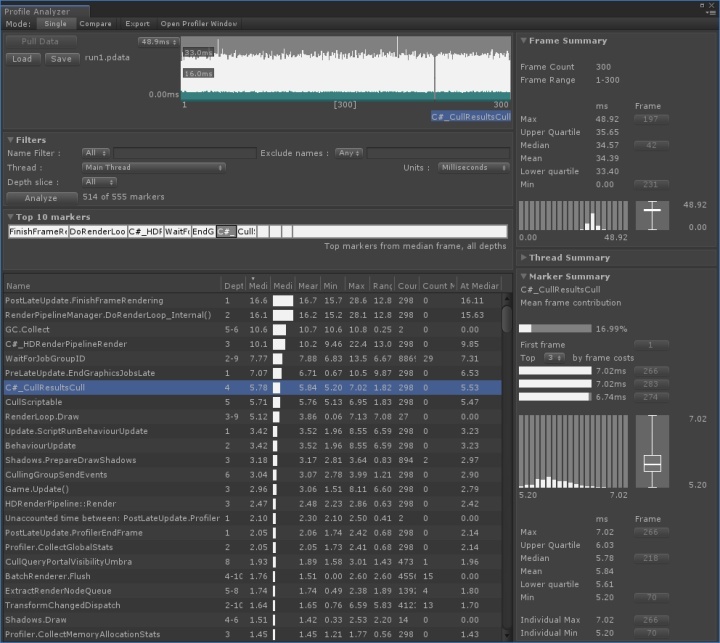 Profile Analyzer
Mode: Single Compare Export Open Profiler Window
Pull Data
Load Save run1.pdata
48.9ms
33.0ms
16.0ms
0.00ms
1 [300] 300
C#_CullResultsCull
Filters
Name Filter : All Exclude names : Any
Thread : Main Thread Units : Milliseconds
Depth slice : All
Analyze 514 of 555 markers
Top 10 markers
FinishFrameRe DoRenderLoo C#_HDF WaitF EndG C#_ Cull
Top markers from median frame, all depths
Name Dept Medi Medi Mear Min Max Rang Cour Count At Median
PostLateUpdate.FinishFrameRendering 1 16.6 16.7 15.7 28.6 12.8 298 0 16.11
RenderPipelineManager.DoRenderLoop_Internal() 2 16.1 16.2 15.2 28.1 12.8 298 0 15.63
GC.Collect 5-6 10.6 10.7 10.6 10.8 0.25 2 0 0.00
C#_HDRenderPipelineRender 3 10.1 10.2 9.46 22.4 13.0 298 0 9.85
WaitForJobGroupID 2-9 7.77 7.88 6.83 13.5 6.67 8869 29 7.31
PreLateUpdate.EndGraphicsJobsLate 1 7.07 6.71 0.67 10.5 9.87 298 0 6.53
C#_CullResultsCull 4 5.78 5.84 5.20 7.02 1.82 298 0 5.53
CullScriptable 5 5.71 5.76 5.13 6.95 1.83 298 0 5.47
RenderLoop.Draw 3-9 5.12 3.86 0.06 7.13 7.08 27 0 0.00
Update.ScriptRunBehaviourUpdate 1 3.42 3.52 1.96 8.55 6.59 298 0 3.23
BehaviourUpdate 2 3.42 3.52 1.96 8.55 6.59 298 0 3.23
Shadows.PrepareDrawShadows 3 3.18 3.17 2.81 3.64 0.83 894 2 2.97
CullingGroupSendEvents 6 3.04 3.07 2.78 3.99 1.21 298 0 2.90
Game.Update() 3 2.96 3.06 1.51 8.11 6.60 298 0 2.79
HDRenderPipeline::Render 3 2.47 2.48 2.23 2.86 0.63 298 0 2.42
Unaccounted time between: PostLateUpdate.Profiler 1 2.10 2.30 2.10 2.50 0.41 2 0 0.00
PostLateUpdate.ProfilerEndFrame 1 2.06 2.06 1.74 2.42 0.68 298 0 2.14
Profiler.CollectGlobalStats 2 2.05 2.05 1.73 2.41 0.68 298 0 2.14
CullQueryPortalVisibilityUmbra 8 1.93 1.89 1.58 3.01 1.43 473 1 1.96
BatchRenderer.Flush 4-10 1.76 1.51 0.00 2.60 2.60 4556 15 0.00
ExtractRenderNodeQueue 5-8 1.74 1.74 0.49 2.38 1.89 1392 4 1.80
TransformChangedDispatch 2-10 1.64 1.65 0.76 6.59 5.83 4123 13 1.70
Shadows.Draw 4-6 1.51 1.42 0.33 2.53 2.20 14 0 0.00
Profiler.CollectMemoryAllocationStats 3 1.45 1.45 1.21 1.77 0.56 298 0 1.43
Frame Summary
Frame Count 300
Frame Range 1-300
ms Frame
Max 48.92 197
Upper Quartile 35.65
Median 34.57 42
Mean 34.39
Lower quartile 33.40
Min 0.00 231
48.92
0.00
0.00 48.92
Thread Summary
Marker Summary
C#_CullResultsCull
Mean frame contribution
16.99%
First frame 1
Top 3 by frame costs
7.02ms 266
7.02ms 283
6.74ms 274
7.02
5.20
5.20 7.02
ms Frame
Max 7.02 266
Upper Quartile 6.03
Median 5.78 218
Mean 5.84
Lower quartile 5.61
Min 5.20 70
Individual Max 7.02 266
Individual Min 5.20 70